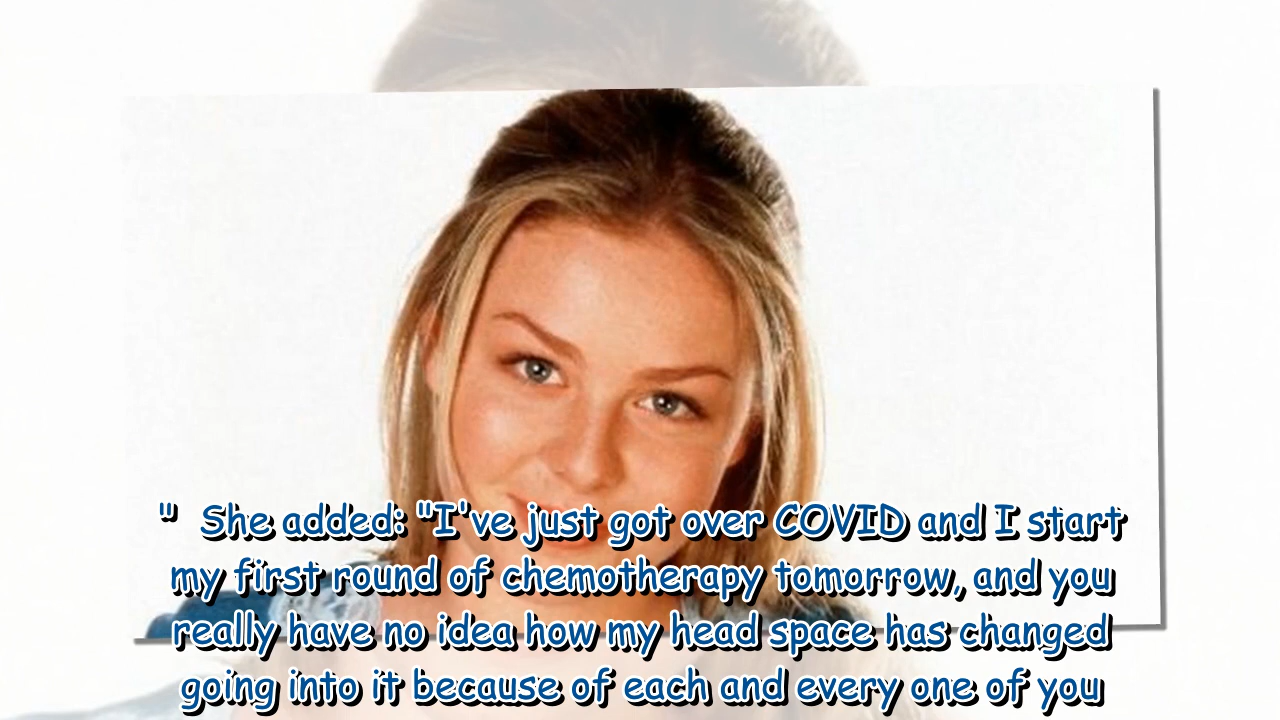 "  She added: "I've just got over COVID and I start
my first round of chemotherapy tomorrow, and you
really have no idea how my head space has changed
going into it because of each and every one of you